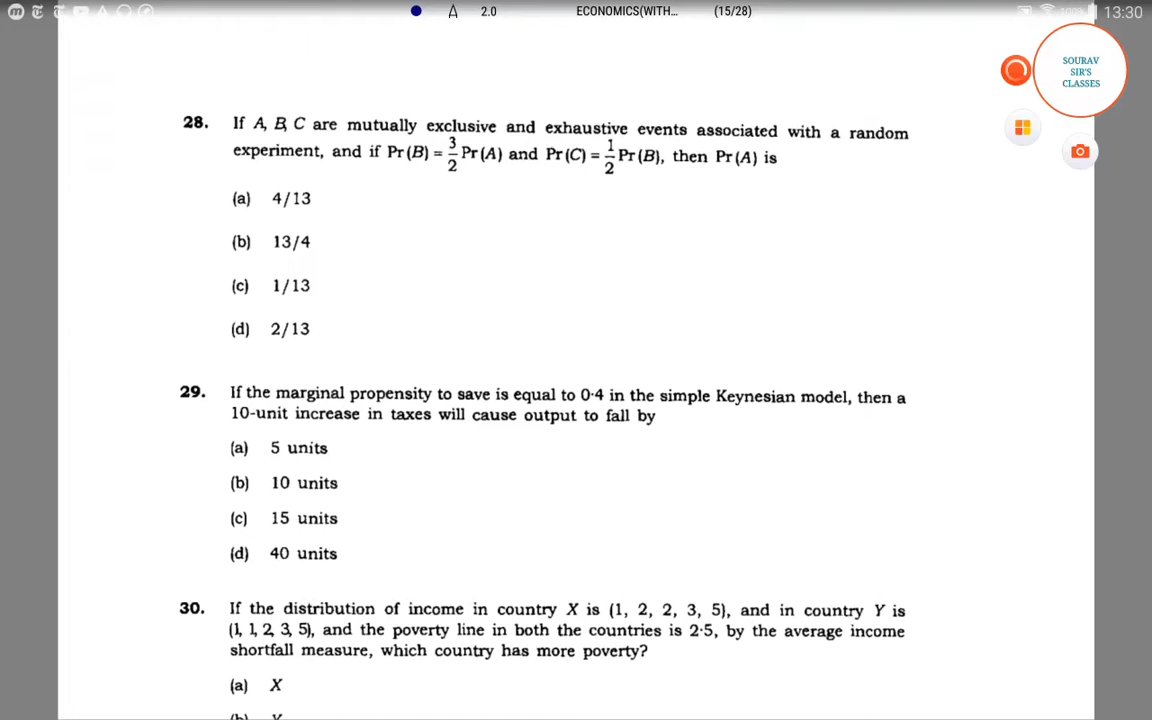 2.0 ECONOMICS(WITH... (15/28) 100% 13:30
SOURAV
SIR'S
CLASSES
28. If A, B, C are mutually exclusive and exhaustive events associated with a random
experiment, and if Pr(B) = 3/2 Pr(A) and Pr(C) = 1/2 Pr(B), then Pr(A) is
(a) 4/13
(b) 13/4
(c) 1/13
(d) 2/13
29. If the marginal propensity to save is equal to 0·4 in the simple Keynesian model, then a
10-unit increase in taxes will cause output to fall by
(a) 5 units
(b) 10 units
(c) 15 units
(d) 40 units
30. If the distribution of income in country X is (1, 2, 2, 3, 5), and in country Y is
(1, 1, 2, 3, 5), and the poverty line in both the countries is 2·5, by the average income
shortfall measure, which country has more poverty?
(a) X
(b) Y